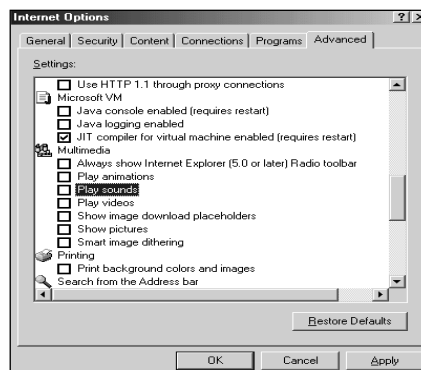 Internet Options
General Security Content Connections Programs Advanced
Settings:
Use HTTP 1.1 through proxy connections
Microsoft VM
Java console enabled (requires restart)
Java logging enabled
JIT compiler for virtual machine enabled (requires restart)
Multimedia
Always show Internet Explorer (5.0 or later) Radio toolbar
Play animations
Play sounds
Play videos
Show image download placeholders
Show pictures
Smart image dithering
Printing
Print background colors and images
Search from the Address bar
Restore Defaults
OK Cancel Apply